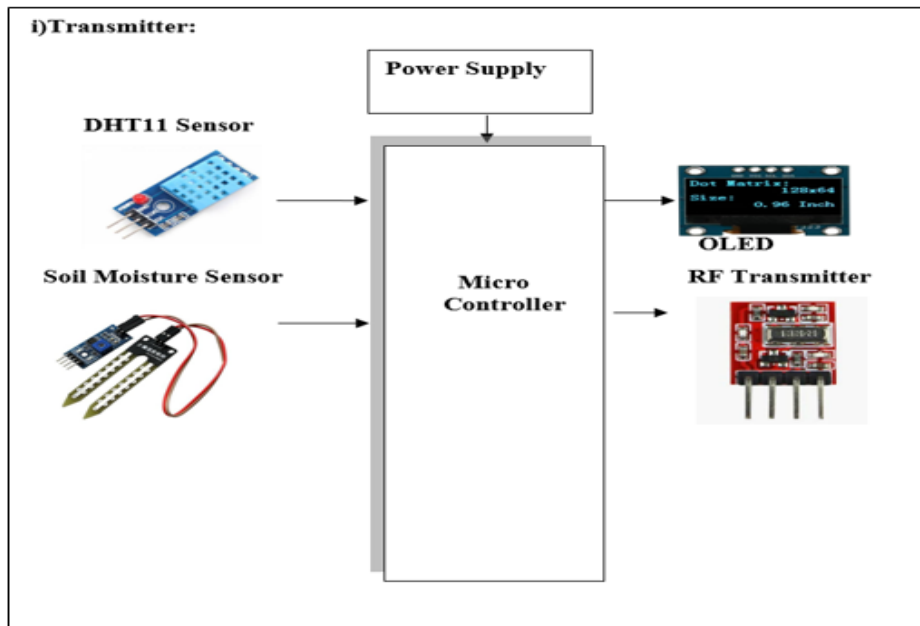 i)Transmitter:
Power Supply
DHT11 Sensor
Dot Matrix:
128x64
Size:
0.96 Inch
OLED
Soil Moisture Sensor
RF Transmitter
Micro
Controller